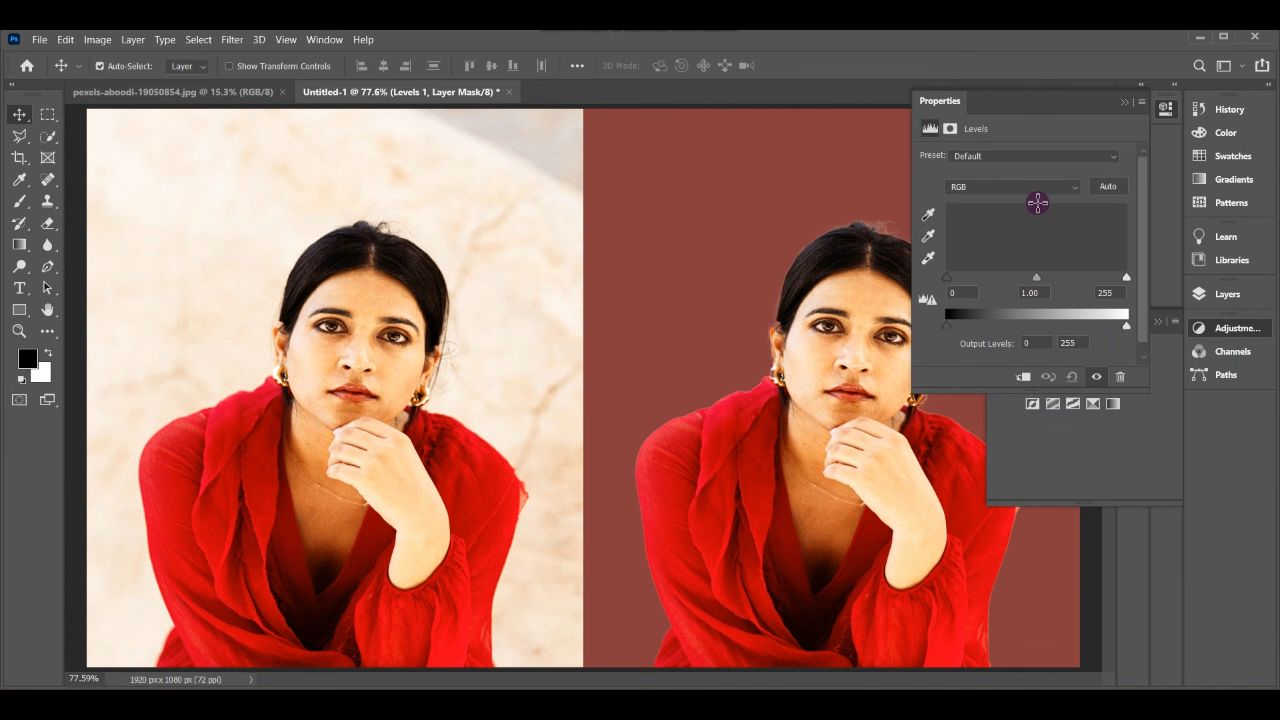 Ps File Edit Image Layer Type Select Filter 3D View Window Help
Auto-Select: Layer Show Transform Controls 3D Mode:
pexels-aboodi-19050854.jpg @ 15.3% (RGB/8) × Untitled-1 @ 77.6% (Levels 1, Layer Mask/8) * ×
Properties
Levels
Preset: Default
RGB Auto
0 1.00 255
Output Levels: 0 255
History
Color
Swatches
Gradients
Patterns
Learn
Libraries
Layers
Adjustme...
Channels
Paths
77.59% 1920 px x 1080 px (72 ppi)